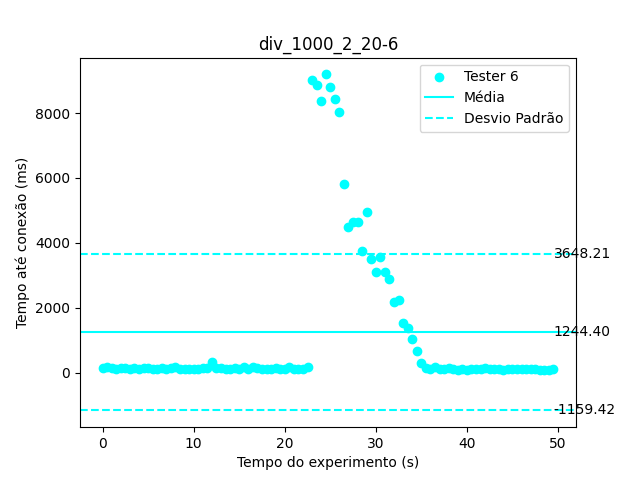 div_1000_2_20-6
Tester 6
Média
Desvio Padrão
8000
6000
4000
2000
0
Tempo até conexão (ms)
3648.21
1244.40
-1159.42
0 10 20 30 40 50
Tempo do experimento (s)